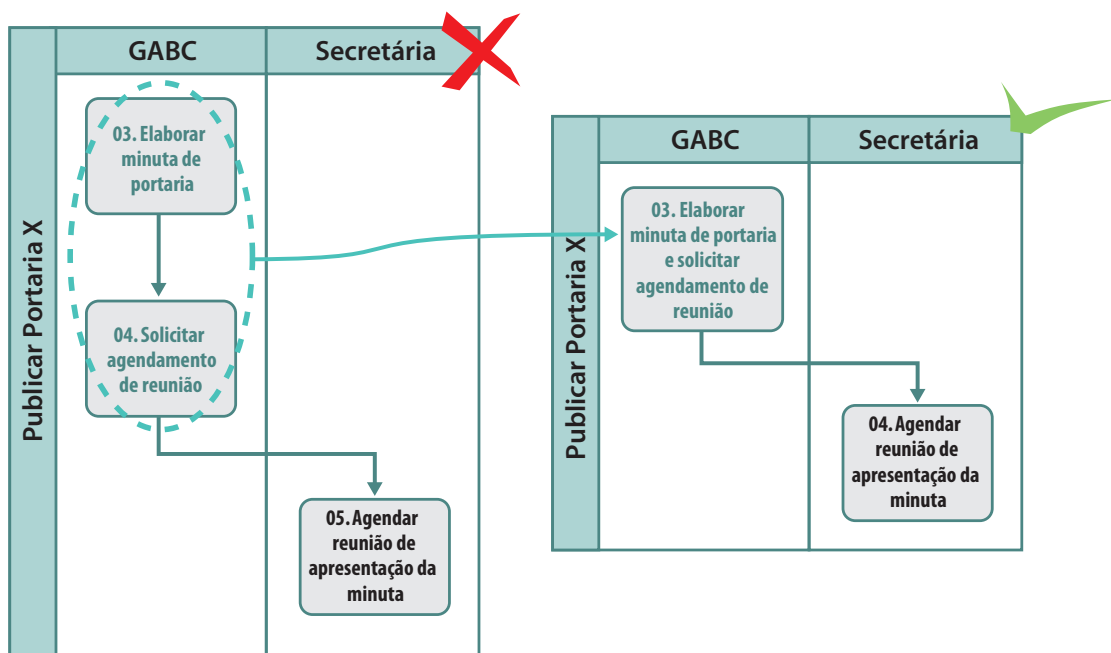 GABC
Secretária
Publicar Portaria X
03. Elaborar
minuta de
portaria
04. Solicitar
agendamento
de reunião
05. Agendar
reunião de
apresentação da
minuta
GABC
Secretária
Publicar Portaria X
03. Elaborar
minuta de portaria
e solicitar
agendamento de
reunião
04. Agendar
reunião de
apresentação da
minuta